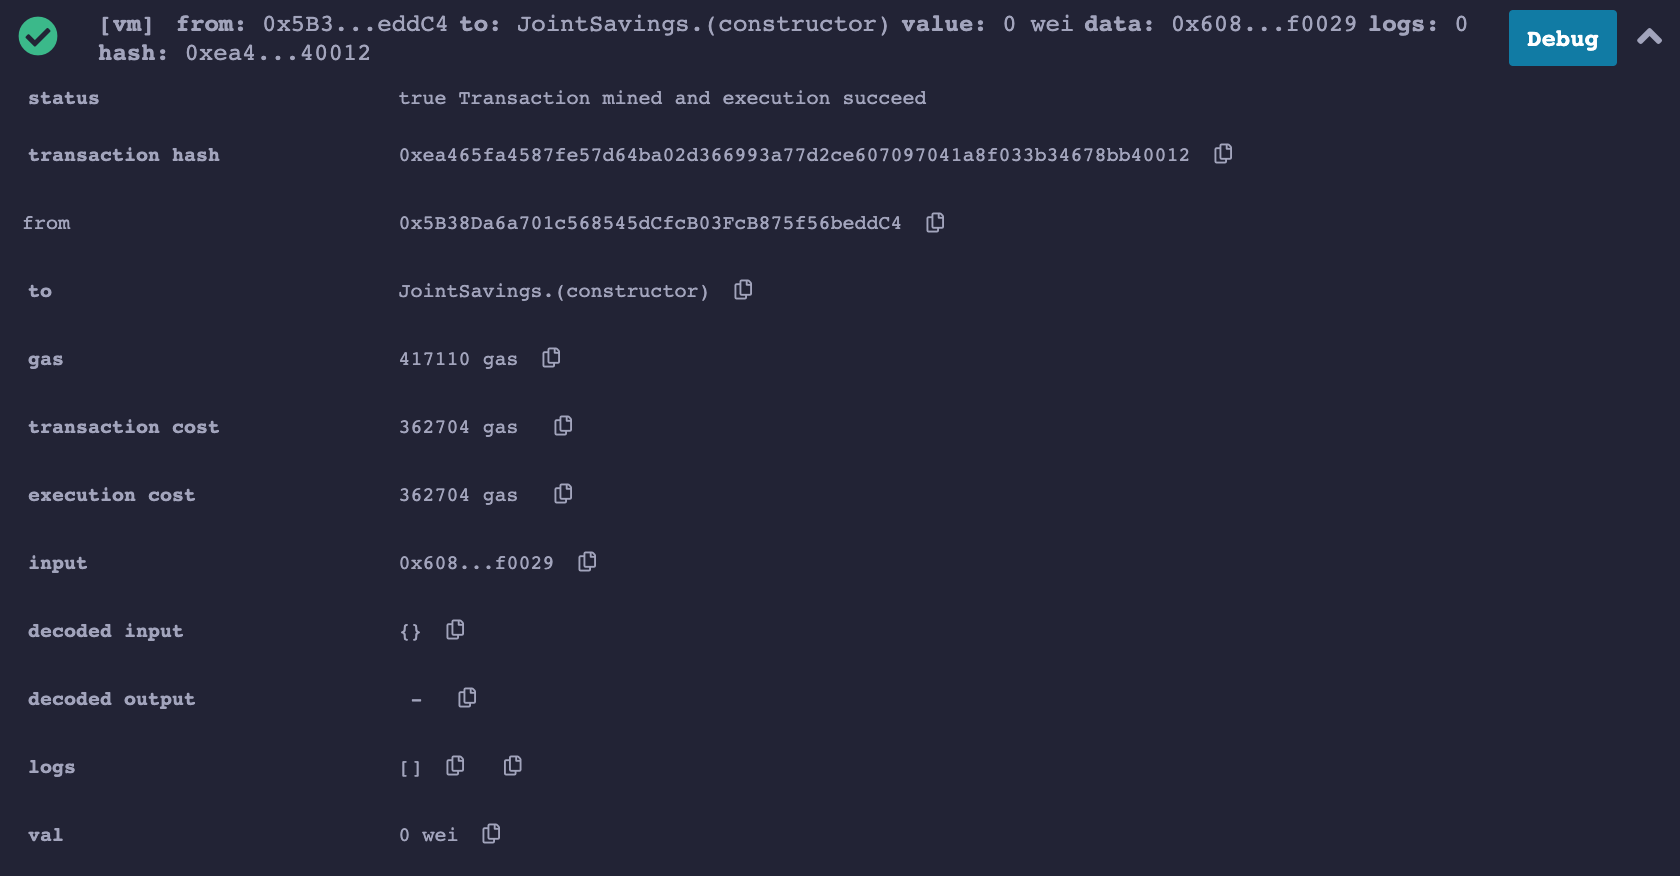 [vm] from: 0x5B3...eddC4 to: JointSavings.(constructor) value: 0 wei data: 0x608...f0029 logs: 0
hash: 0xea4...40012
Debug
status true Transaction mined and execution succeed
transaction hash 0xea465fa4587fe57d64ba02d366993a77d2ce607097041a8f033b34678bb40012
from 0x5B38Da6a701c568545dCfcB03FcB875f56beddC4
to JointSavings.(constructor)
gas 417110 gas
transaction cost 362704 gas
execution cost 362704 gas
input 0x608...f0029
decoded input {}
decoded output -
logs []
val 0 wei